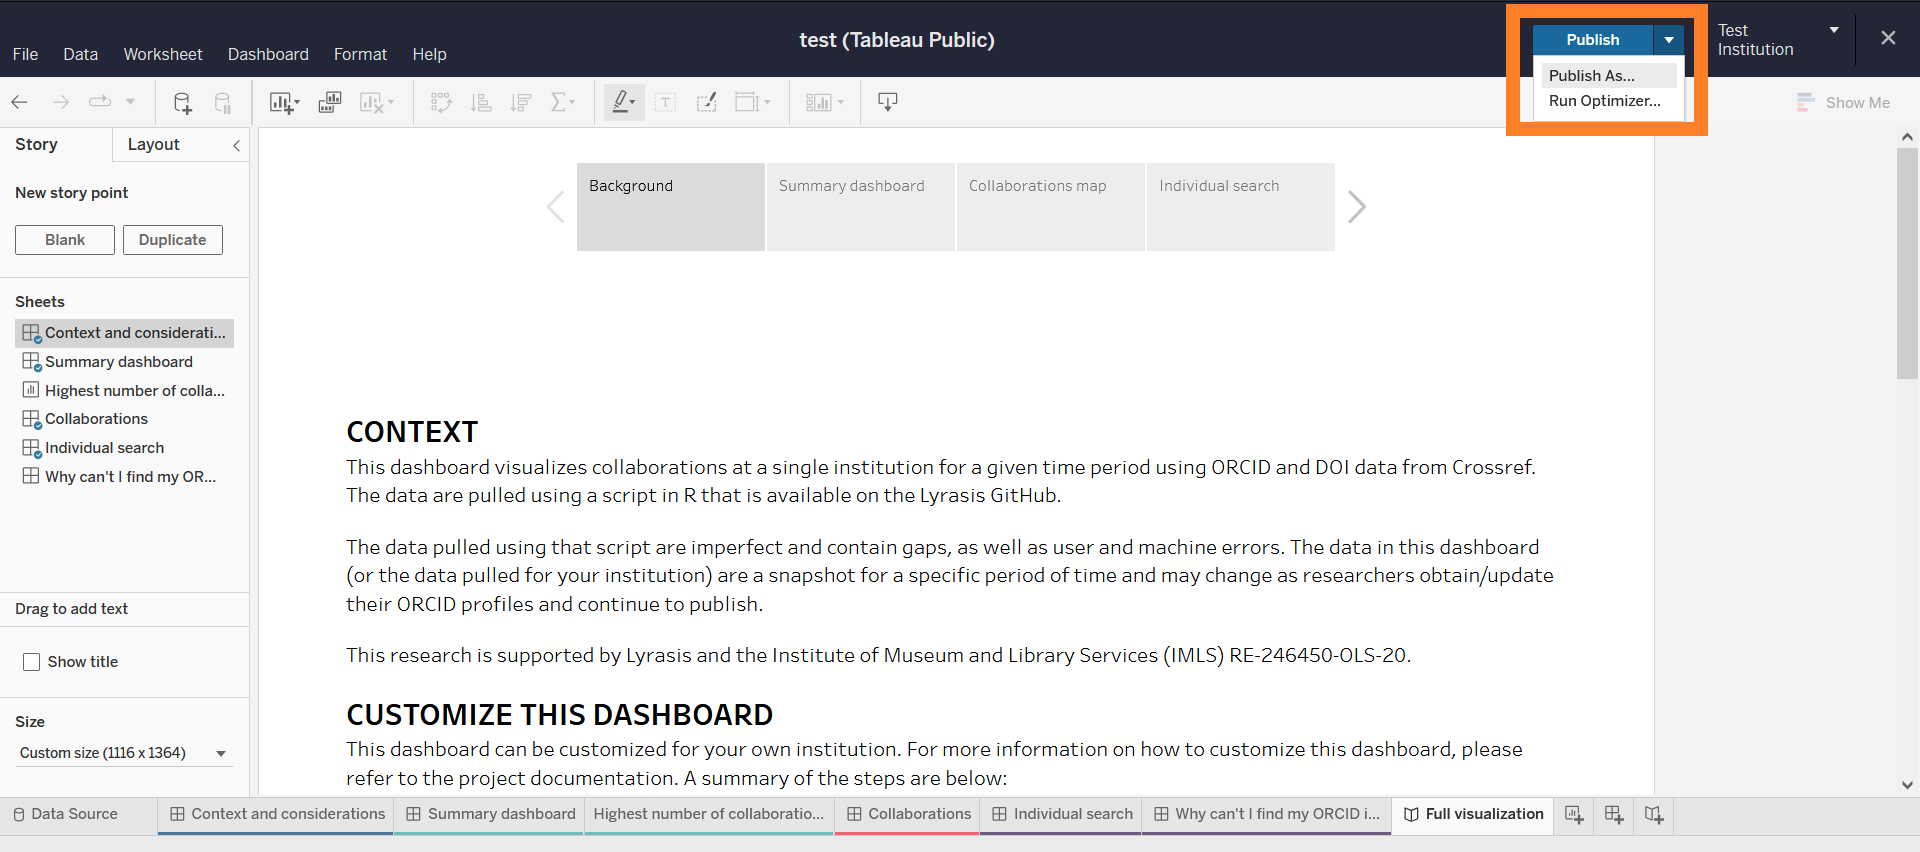 test (Tableau Public)
Publish
Test
Institution
File Data Worksheet Dashboard Format Help
Publish As...
Run Optimizer...
Show Me
Story Layout
New story point
Blank Duplicate
Sheets
Context and considerati...
Summary dashboard
Highest number of colla...
Collaborations
Individual search
Why can't I find my OR...
Drag to add text
Show title
Size
Custom size (1116 x 1364)
Background Summary dashboard Collaborations map Individual search
CONTEXT
This dashboard visualizes collaborations at a single institution for a given time period using ORCID and DOI data from Crossref.
The data are pulled using a script in R that is available on the Lyrasis GitHub.
The data pulled using that script are imperfect and contain gaps, as well as user and machine errors. The data in this dashboard
(or the data pulled for your institution) are a snapshot for a specific period of time and may change as researchers obtain/update
their ORCID profiles and continue to publish.
This research is supported by Lyrasis and the Institute of Museum and Library Services (IMLS) RE-246450-OLS-20.
CUSTOMIZE THIS DASHBOARD
This dashboard can be customized for your own institution. For more information on how to customize this dashboard, please
refer to the project documentation. A summary of the steps are below:
Data Source Context and considerations Summary dashboard Highest number of collaboratio... Collaborations Individual search Why can't I find my ORCID i... Full visualization